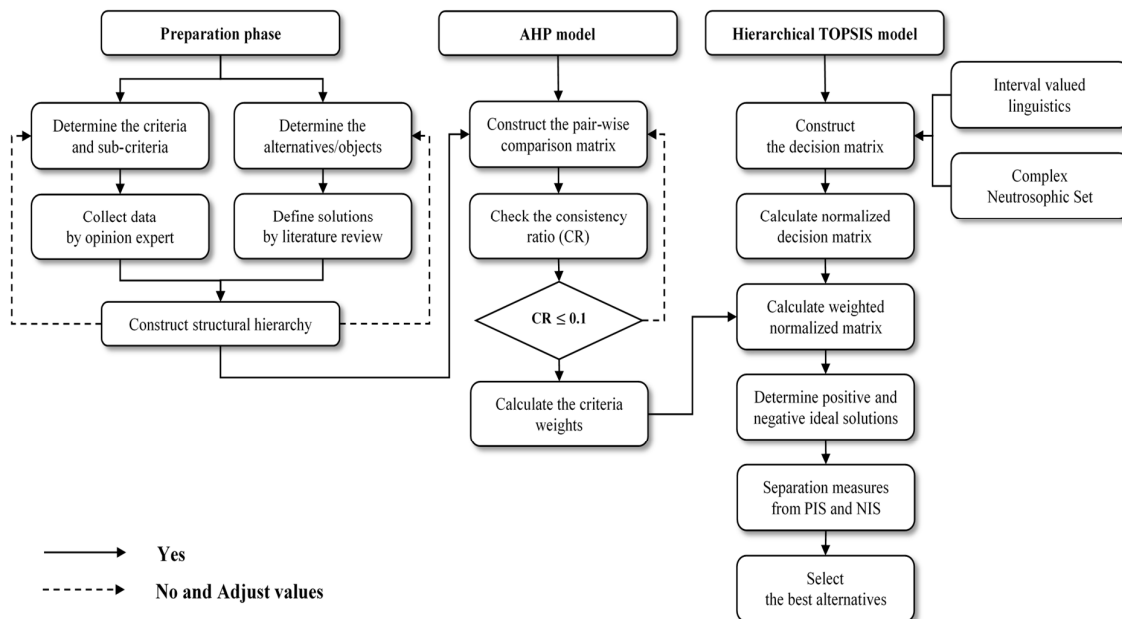 Preparation phase
Determine the criteria
and sub-criteria
Determine the
alternatives/objects
Collect data
by opinion expert
Define solutions
by literature review
Construct structural hierarchy
AHP model
Construct the pair-wise
comparison matrix
Check the consistency
ratio (CR)
CR ≤ 0.1
Calculate the criteria
weights
Hierarchical TOPSIS model
Construct
the decision matrix
Interval valued
linguistics
Complex
Neutrosophic Set
Calculate normalized
decision matrix
Calculate weighted
normalized matrix
Determine positive and
negative ideal solutions
Separation measures
from PIS and NIS
Select
the best alternatives
Yes
No and Adjust values